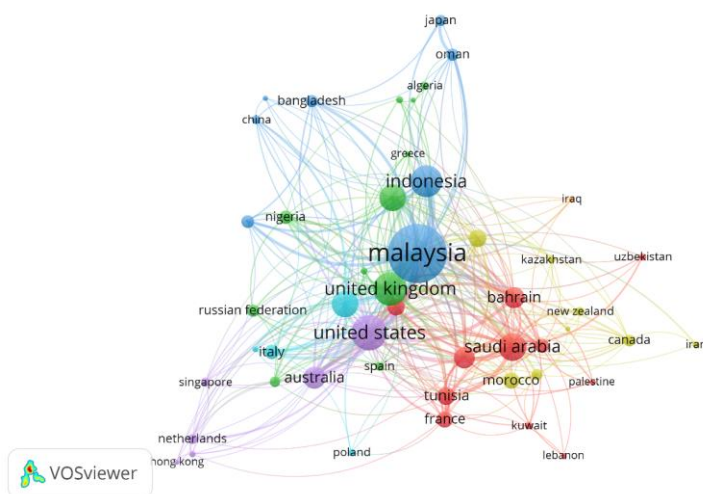 japan
oman
algeria
bangladesh
china
greece
indonesia
nigeria
iraq
malaysia
kazakhstan
uzbekistan
united kingdom
bahrain
russian federation
new zealand
united states
saudi arabia
canada
iran
italy
spain
singapore
australia
morocco
palestine
tunisia
france
kuwait
netherlands
poland
lebanon
hong kong
VOSviewer